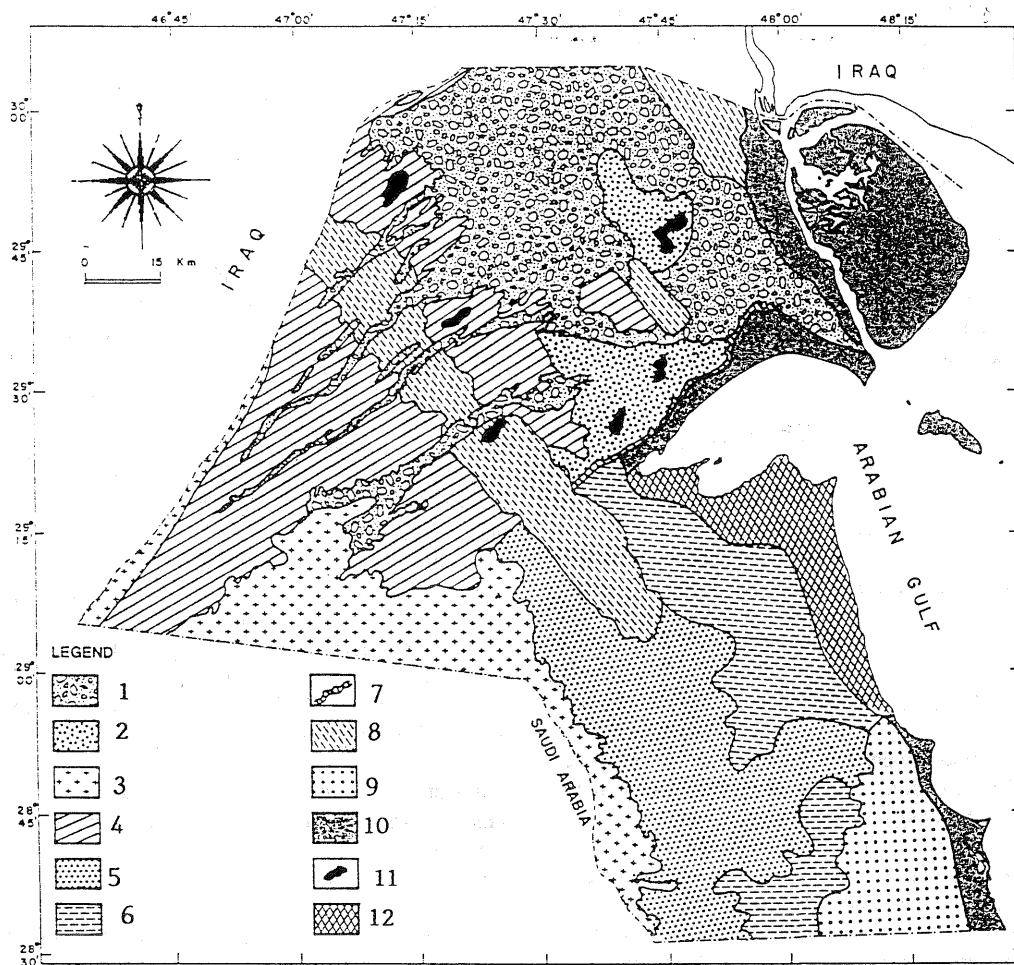 46° 45' 47° 00' 47° 15' 47° 30' 47° 45' 48° 00' 48° 15'
IRAQ
30° 00'
29° 45'
0 15 Km
IRAQ
29° 30'
ARABIAN GULF
29° 15'
LEGEND
29° 00'
1 7
2 8
3 9
SAUDI ARABIA
28° 45'
4 10
5 11
6 12
28° 30'